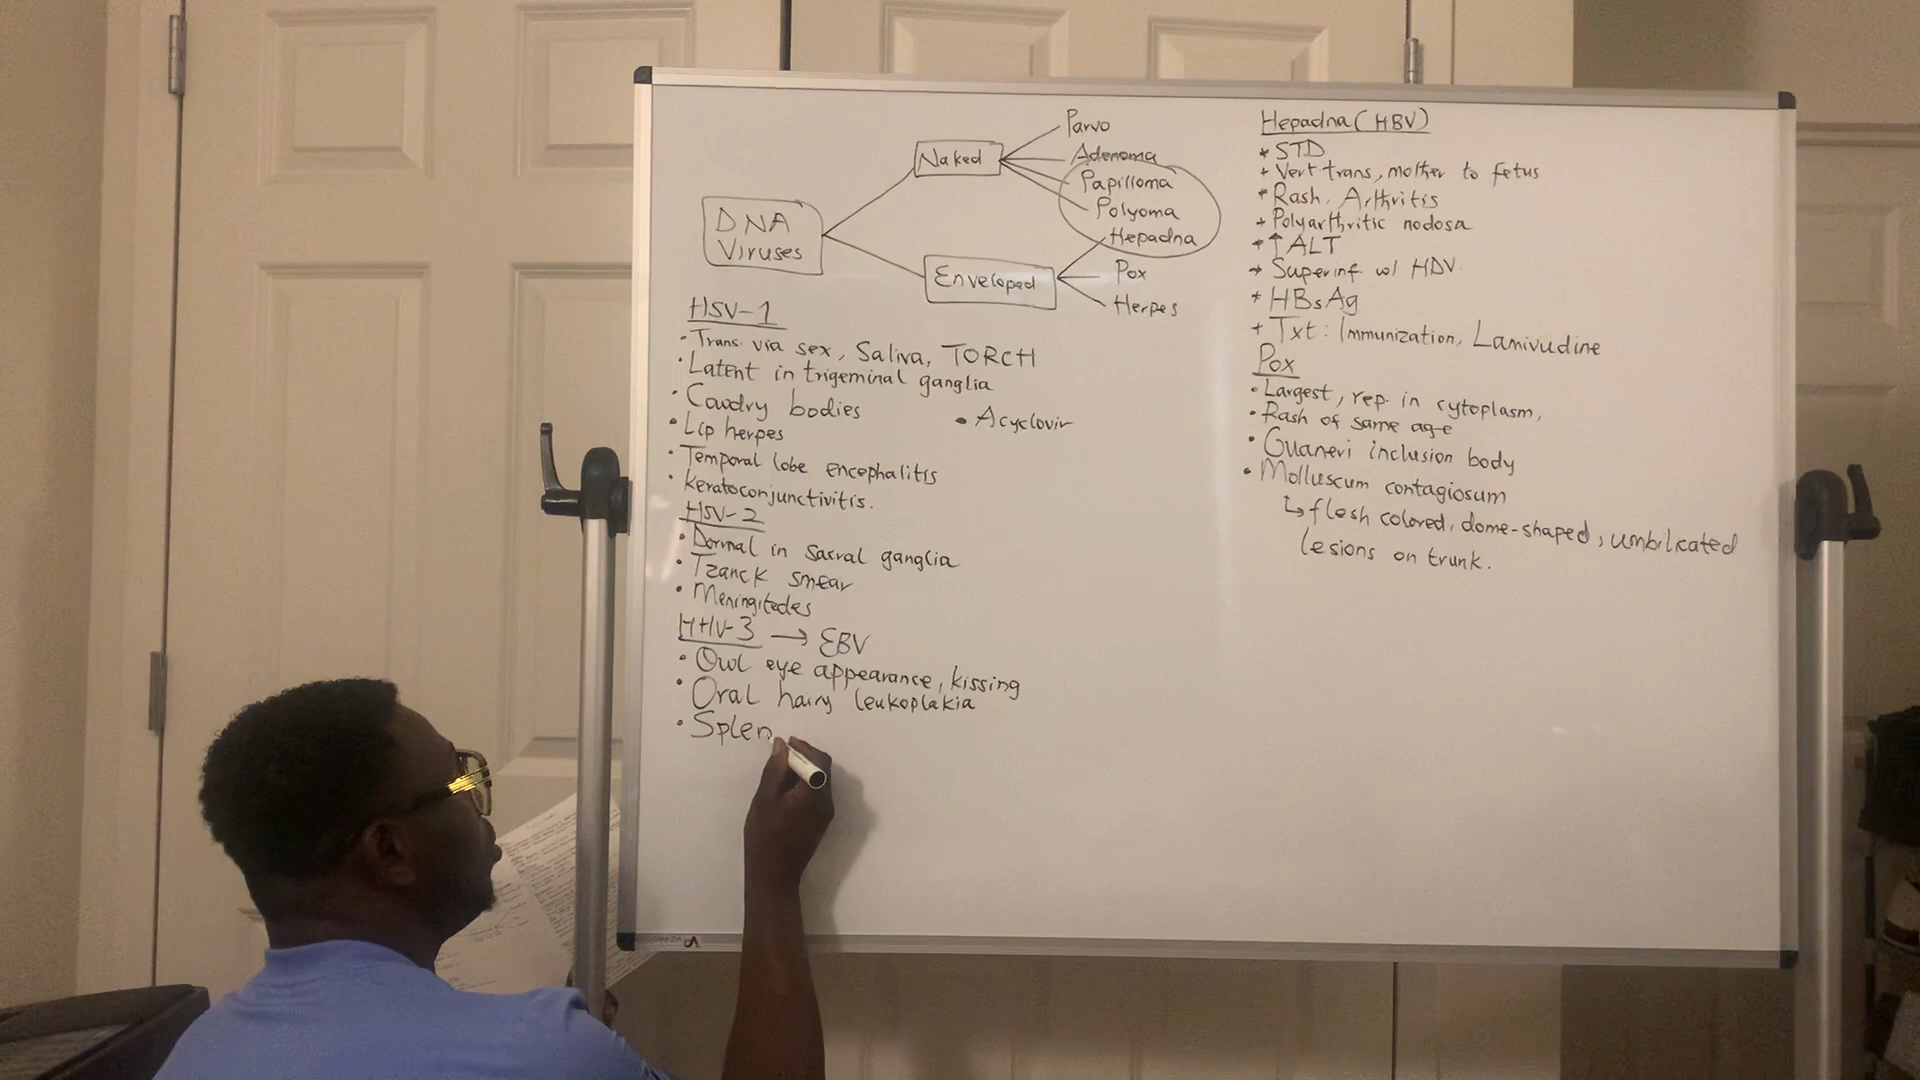 DNA
Viruses
Naked
Enveloped
Parvo
Adenoma
Papilloma
Polyoma
Hepadna
Pox
Herpes
HSV-1
• Trans. via sex, Saliva, TORCH
• Latent in trigeminal ganglia
• Cowdry bodies
• Acyclovir
• Lip herpes
• Temporal lobe encephalitis
• Keratoconjunctivitis.
HSV-2
• Dormal in sacral ganglia
• Tzanck smear
• Meningitedes
HHV-3 → EBV
• Owl eye appearance, kissing
• Oral hairy leukoplakia
• Splen
Hepadna (HBV)
* STD
+ Vert trans, mother to fetus
* Rash, Arthritis
+ Polyarthritic nodosa
* ↑ ALT
* Superinf. w/ HDV.
* HBsAg
+ Txt: Immunization, Lamivudine
Pox
• Largest, rep. in cytoplasm,
• Rash of same age
• Guaneri inclusion body
• Molluscum contagiosum
↳ flesh colored, dome-shaped, umbilicated
lesions on trunk.